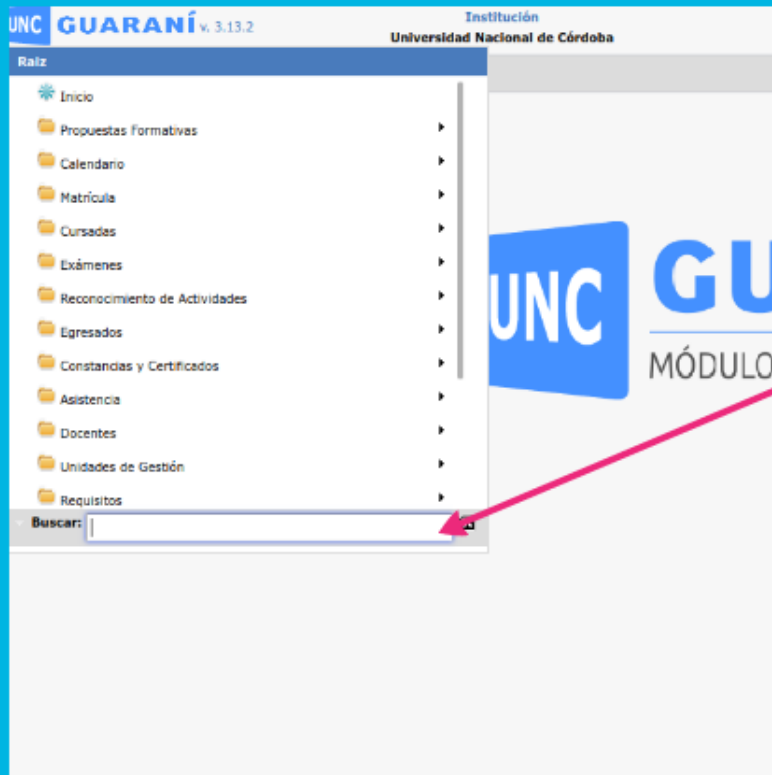 UNC GUARANÍ v. 3.13.2
Institución
Universidad Nacional de Córdoba
Raiz
Inicio
Propuestas Formativas
Calendario
Matrícula
Cursadas
Exámenes
Reconocimiento de Actividades
Egresados
Constancias y Certificados
Asistencia
Docentes
Unidades de Gestión
Requisitos
Buscar:
UNC
GU
MÓDULO